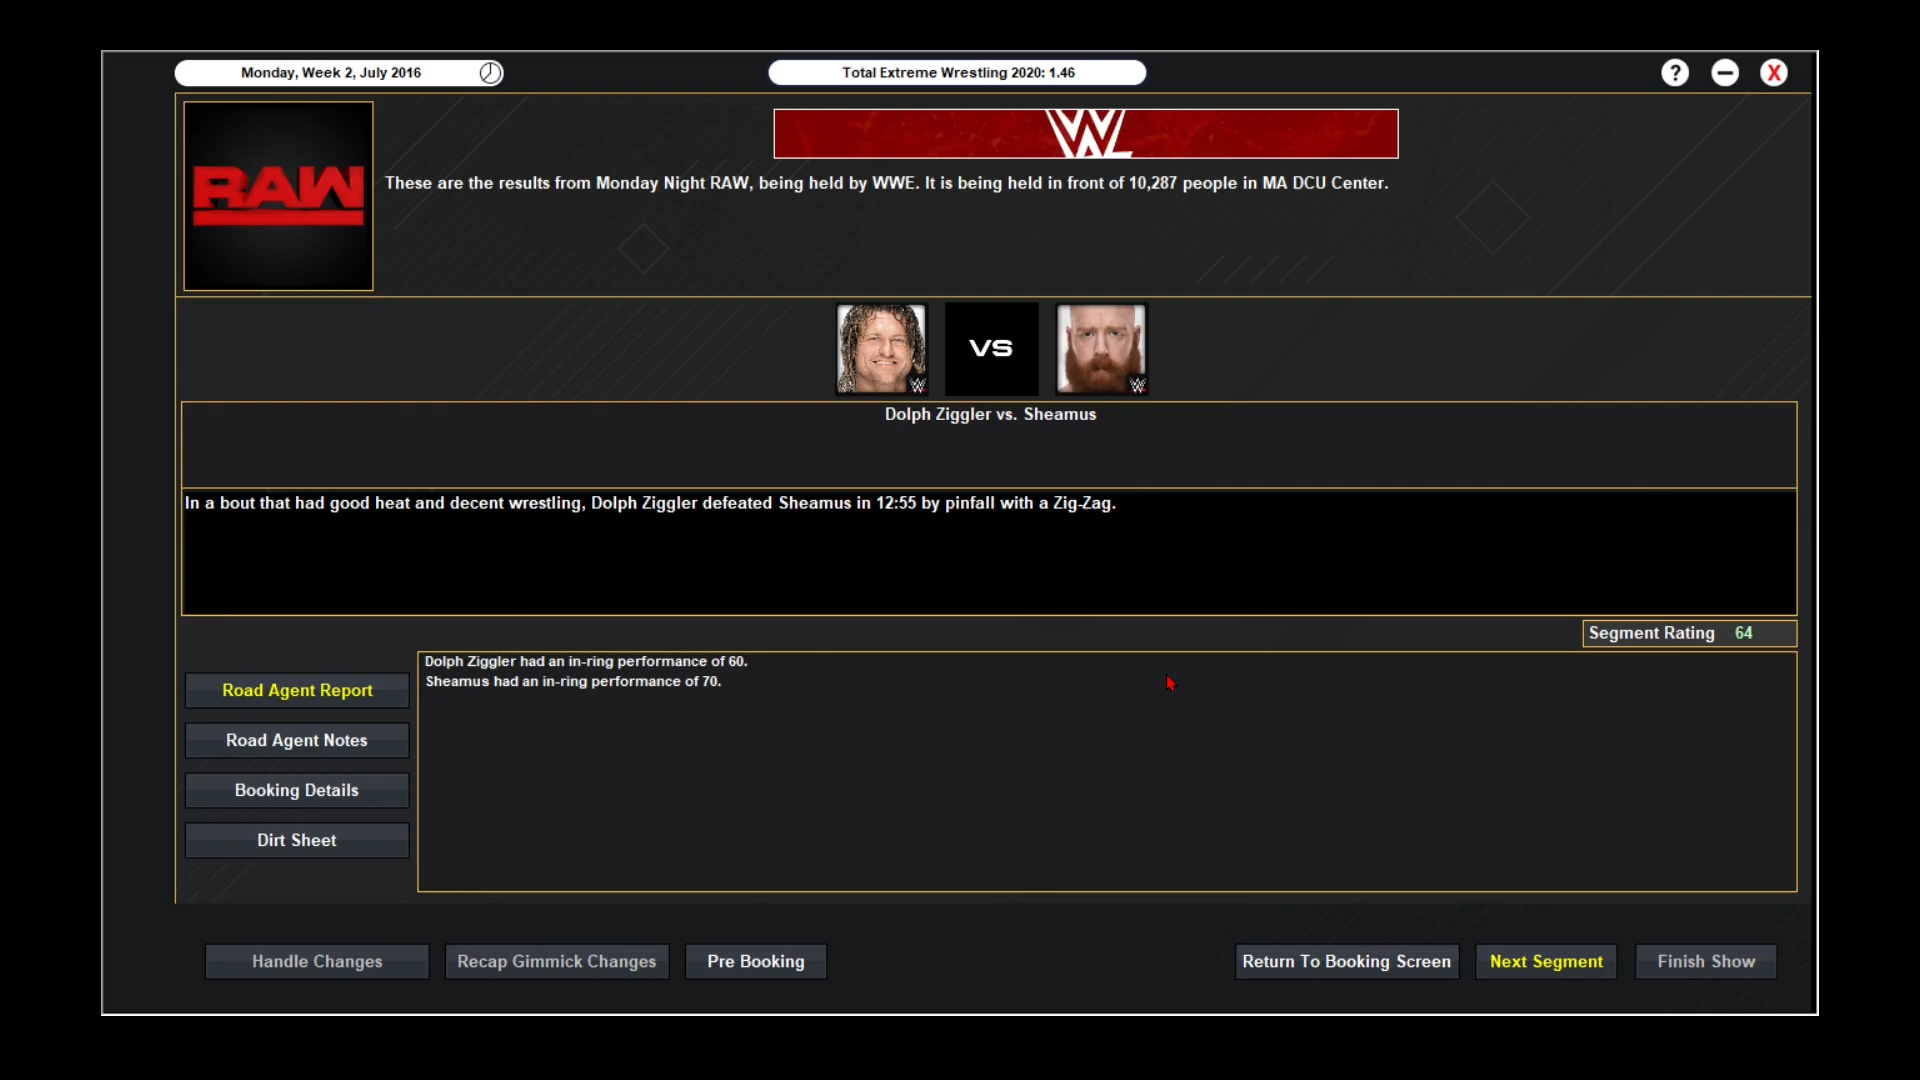 Monday, Week 2, July 2016
Total Extreme Wrestling 2020: 1.46
?
X
RAW
These are the results from Monday Night RAW, being held by WWE. It is being held in front of 10,287 people in MA DCU Center.
VS
Dolph Ziggler vs. Sheamus
In a bout that had good heat and decent wrestling, Dolph Ziggler defeated Sheamus in 12:55 by pinfall with a Zig-Zag.
Segment Rating 64
Dolph Ziggler had an in-ring performance of 60.
Sheamus had an in-ring performance of 70.
Road Agent Report
Road Agent Notes
Booking Details
Dirt Sheet
Handle Changes
Recap Gimmick Changes
Pre Booking
Return To Booking Screen
Next Segment
Finish Show